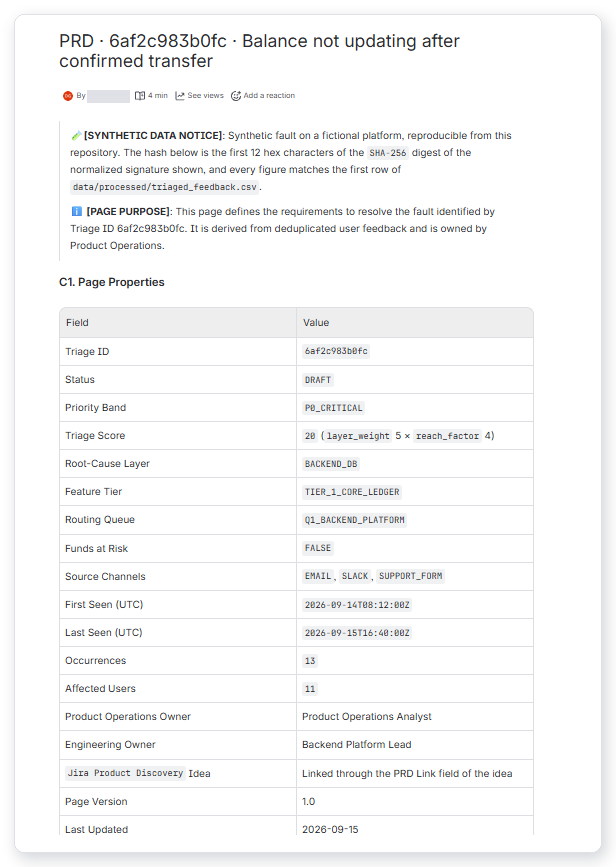 PRD · 6af2c983b0fc · Balance not updating after
confirmed transfer
By
4 min
See views
Add a reaction
[SYNTHETIC DATA NOTICE]: Synthetic fault on a fictional platform, reproducible from this
repository. The hash below is the first 12 hex characters of the SHA-256 digest of the
normalized signature shown, and every figure matches the first row of
data/processed/triaged_feedback.csv.
[PAGE PURPOSE]: This page defines the requirements to resolve the fault identified by
Triage ID 6af2c983b0fc. It is derived from deduplicated user feedback and is owned by
Product Operations.
C1. Page Properties
Field Value
Triage ID 6af2c983b0fc
Status DRAFT
Priority Band P0_CRITICAL
Triage Score 20 (layer_weight 5 × reach_factor 4)
Root-Cause Layer BACKEND_DB
Feature Tier TIER_1_CORE_LEDGER
Routing Queue Q1_BACKEND_PLATFORM
Funds at Risk FALSE
Source Channels EMAIL, SLACK, SUPPORT_FORM
First Seen (UTC) 2026-09-14T08:12:00Z
Last Seen (UTC) 2026-09-15T16:40:00Z
Occurrences 13
Affected Users 11
Product Operations Owner Product Operations Analyst
Engineering Owner Backend Platform Lead
Jira Product Discovery Idea Linked through the PRD Link field of the idea
Page Version 1.0
Last Updated 2026-09-15